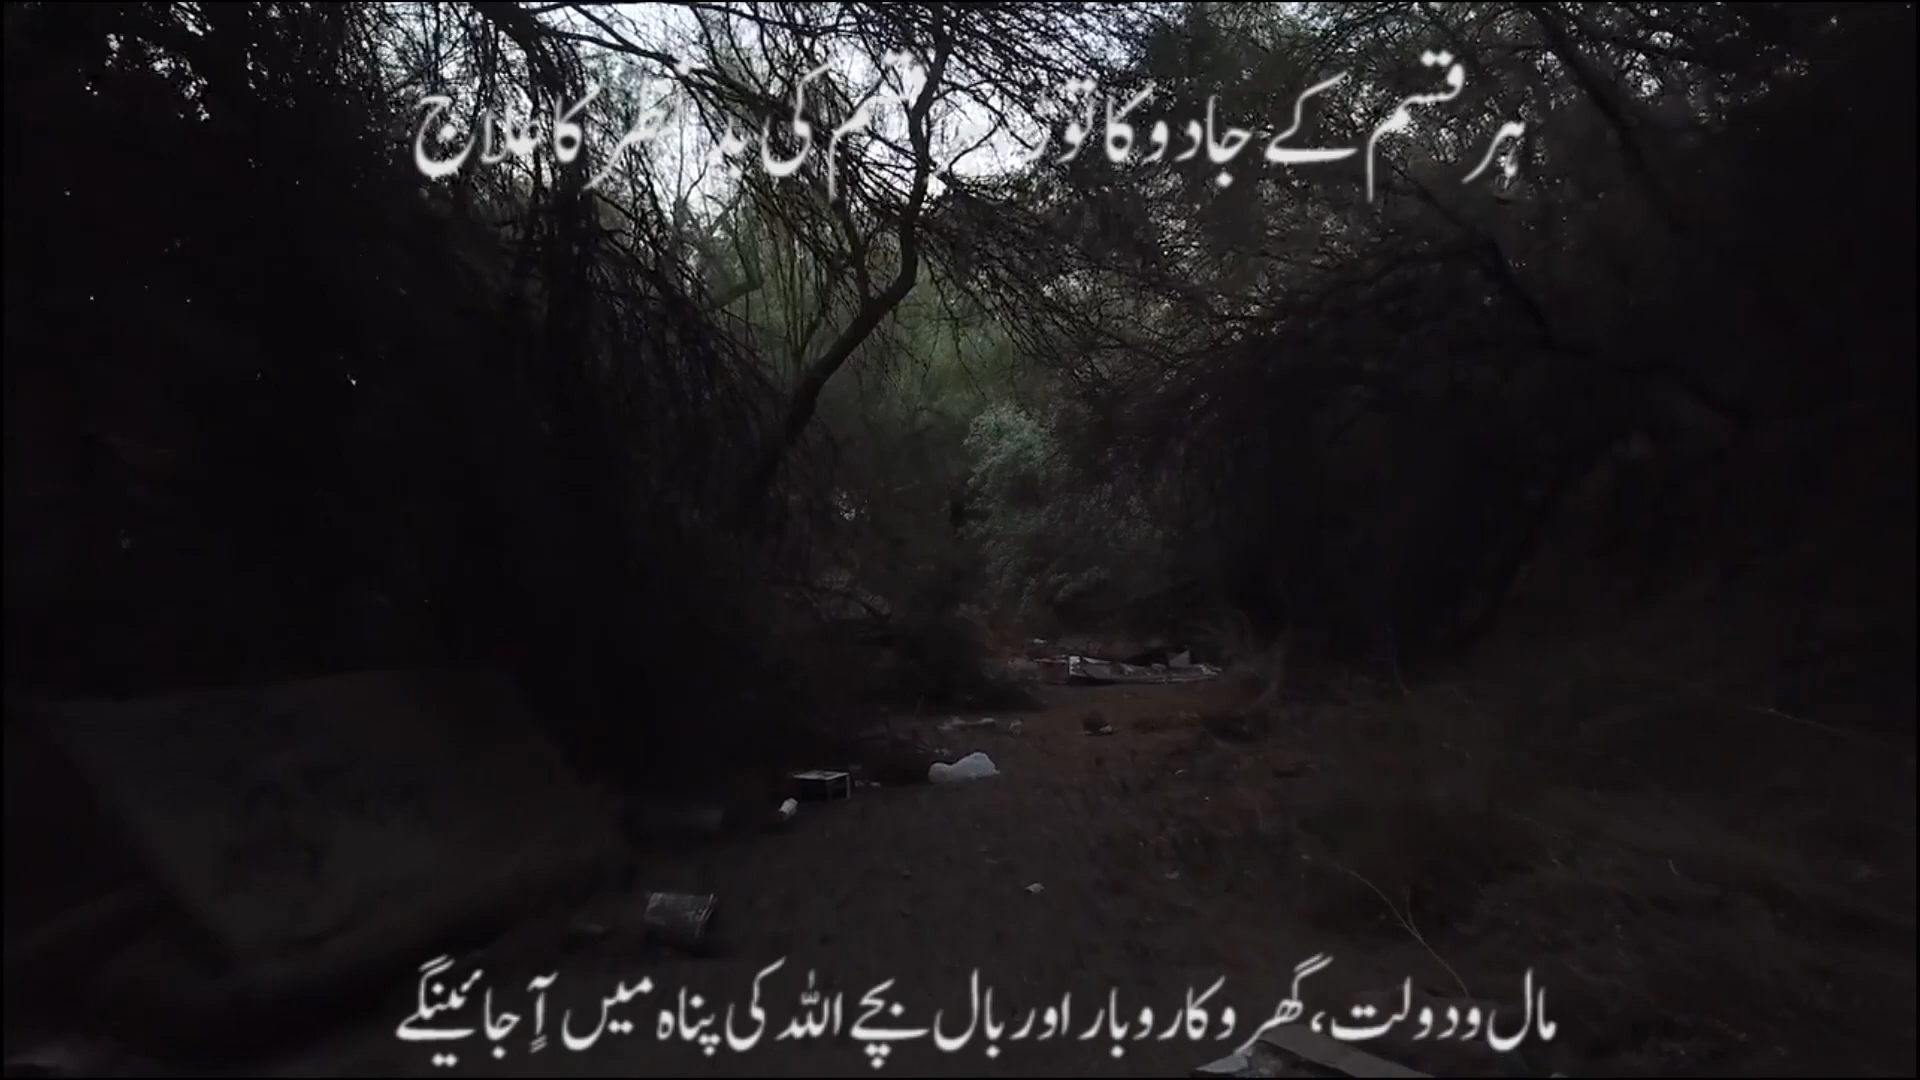 ہر قسم کے جادو کا توڑ ہر قسم کی بد نظر کا علاج
مال و دولت، گھر و کاروبار اور بال بچے اللہ کی پناہ میں آجائینگے